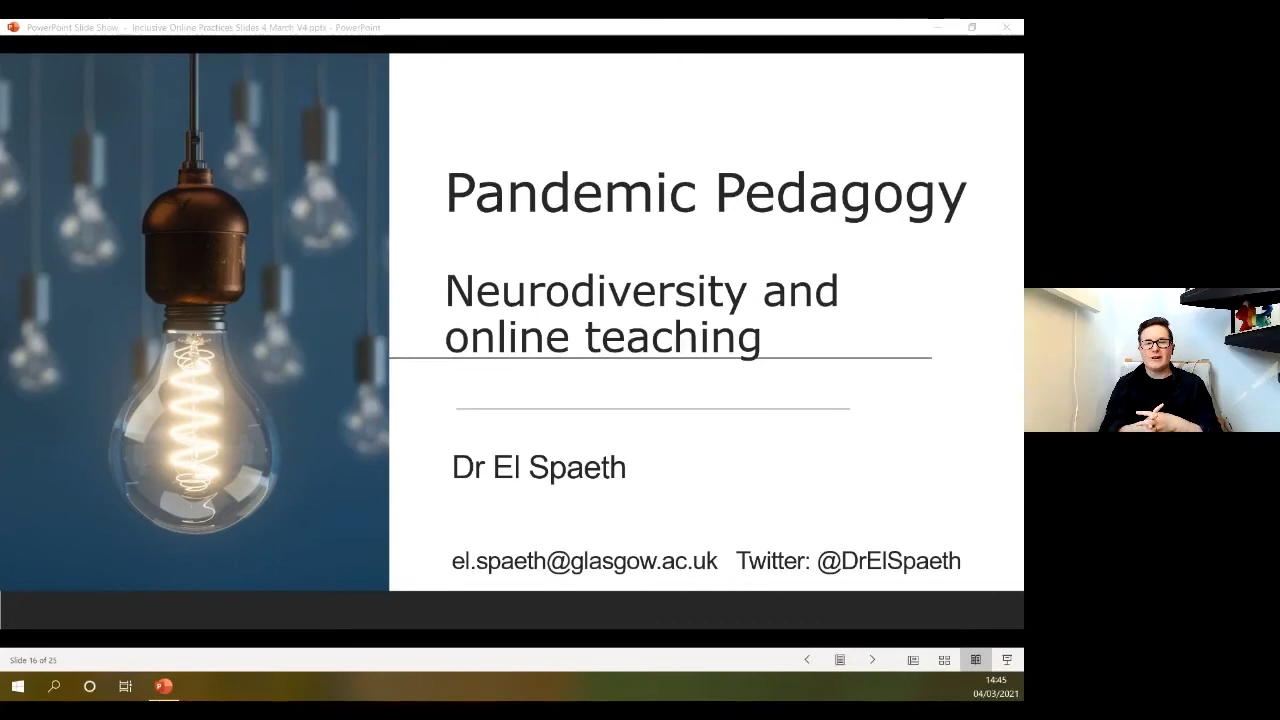 PowerPoint Slide Show - Inclusive Online Practices Slides 4 March V4.pptx - PowerPoint
Pandemic Pedagogy
Neurodiversity and
online teaching
Dr El Spaeth
el.spaeth@glasgow.ac.uk Twitter: @DrElSpaeth
Slide 16 of 25
14:45
04/03/2021